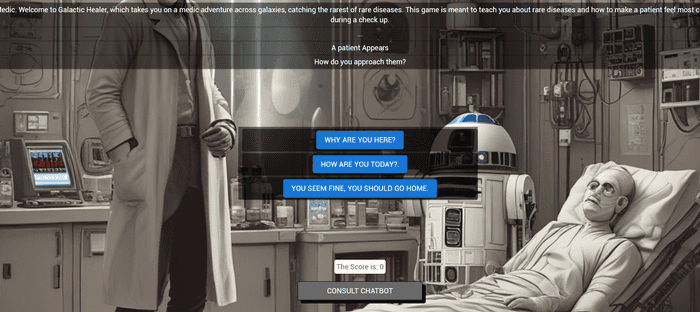 Welcome to Galactic Healer, which takes you on a medic adventure across galaxies, catching the rarest of rare diseases. This game is meant to teach you about rare diseases and how to make a patient feel most
during a check up.
A patient Appears
How do you approach them?
WHY ARE YOU HERE?
HOW ARE YOU TODAY?.
YOU SEEM FINE, YOU SHOULD GO HOME.
The Score is: 0
CONSULT CHATBOT